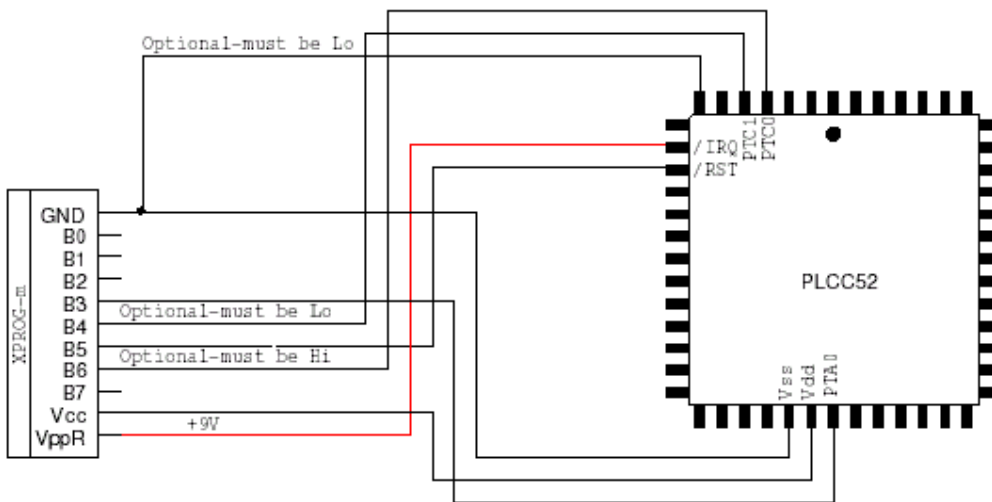 Optional-must be Lo
PTC1
PTC0
/IRQ
/RST
XPROG-m
GND
B0
B1
B2
B3
Optional-must be Lo
B4
B5
Optional-must be Hi
B6
B7
Vcc
+9V
VppR
PLCC52
Vss
Vdd
PTA0